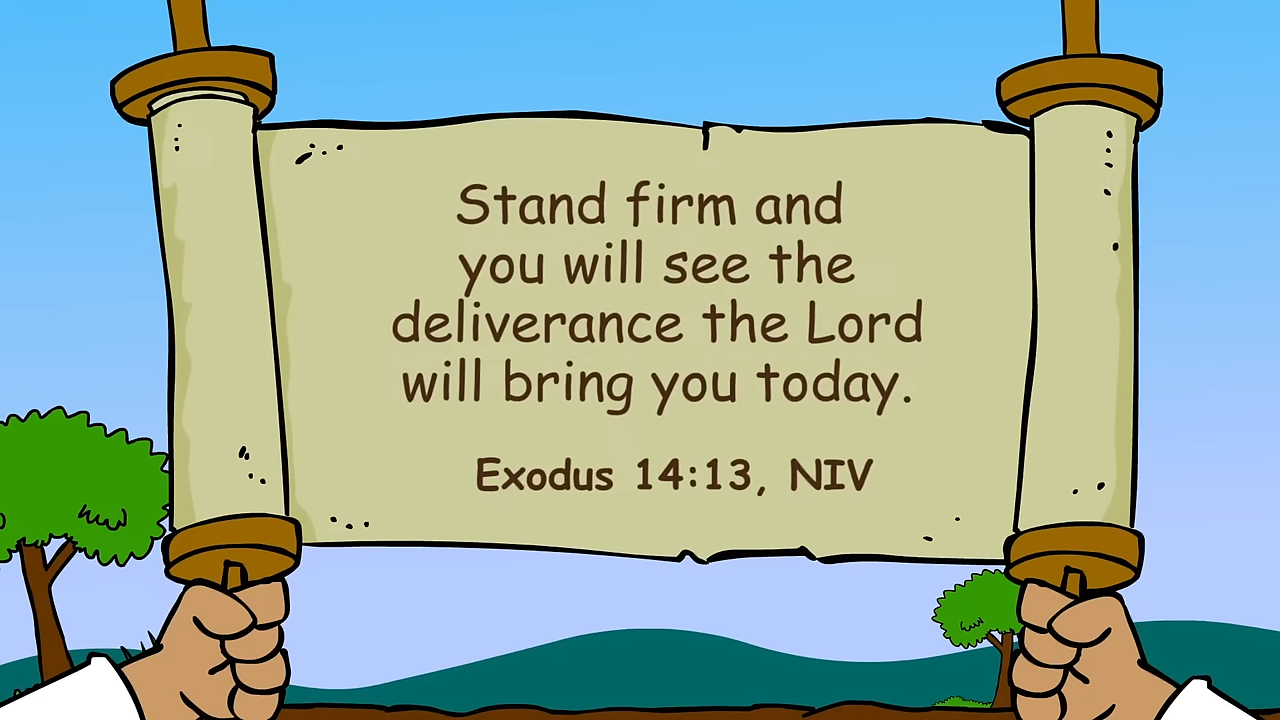 Stand firm and
you will see the
deliverance the Lord
will bring you today.
Exodus 14:13, NIV